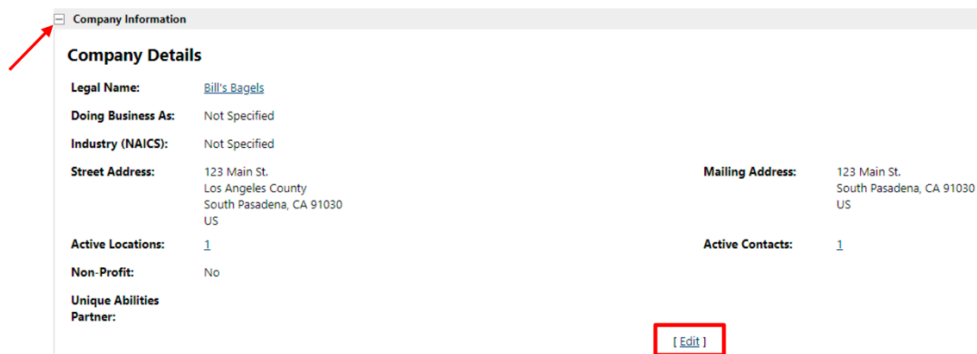 Company Information
Company Details
Legal Name: Bill's Bagels
Doing Business As: Not Specified
Industry (NAICS): Not Specified
Street Address: 123 Main St. Mailing Address: 123 Main St.
Los Angeles County South Pasadena, CA 91030
South Pasadena, CA 91030 US
US
Active Locations: 1 Active Contacts: 1
Non-Profit: No
Unique Abilities
Partner:
[ Edit ]